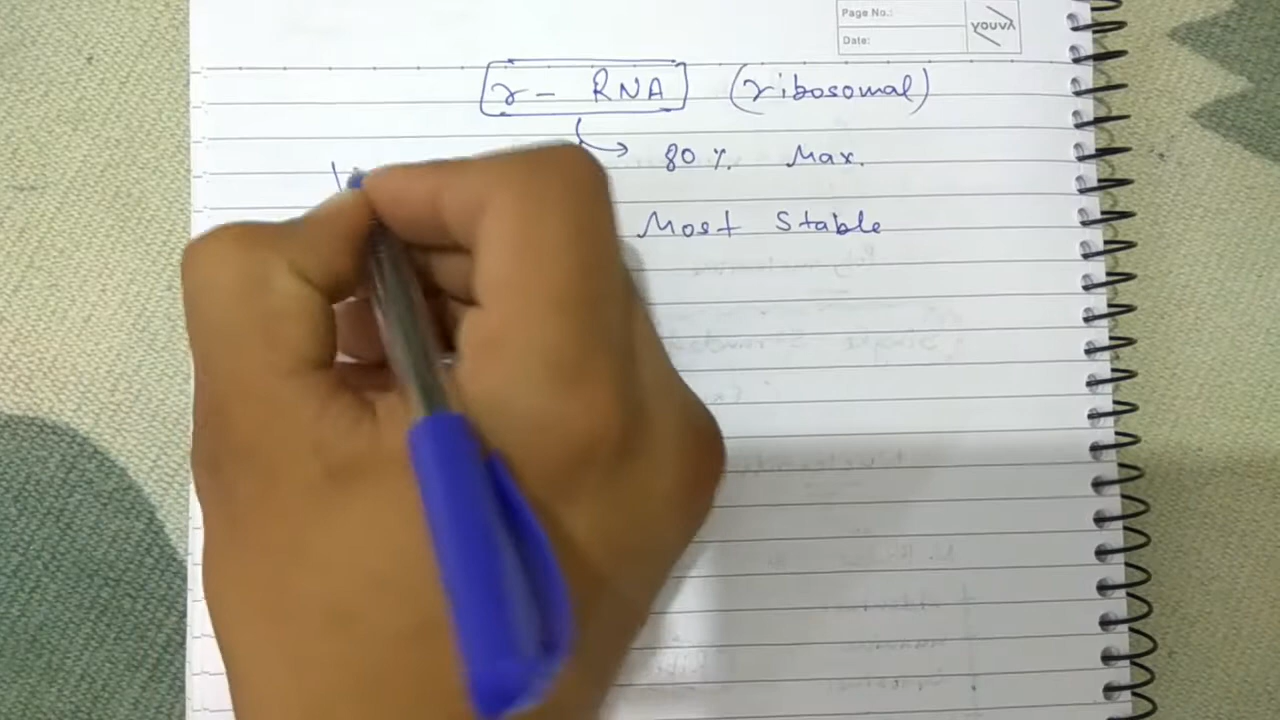 Page No.:
Date:
youva
r - RNA (ribosomal)
80 % Max.
Most Stable